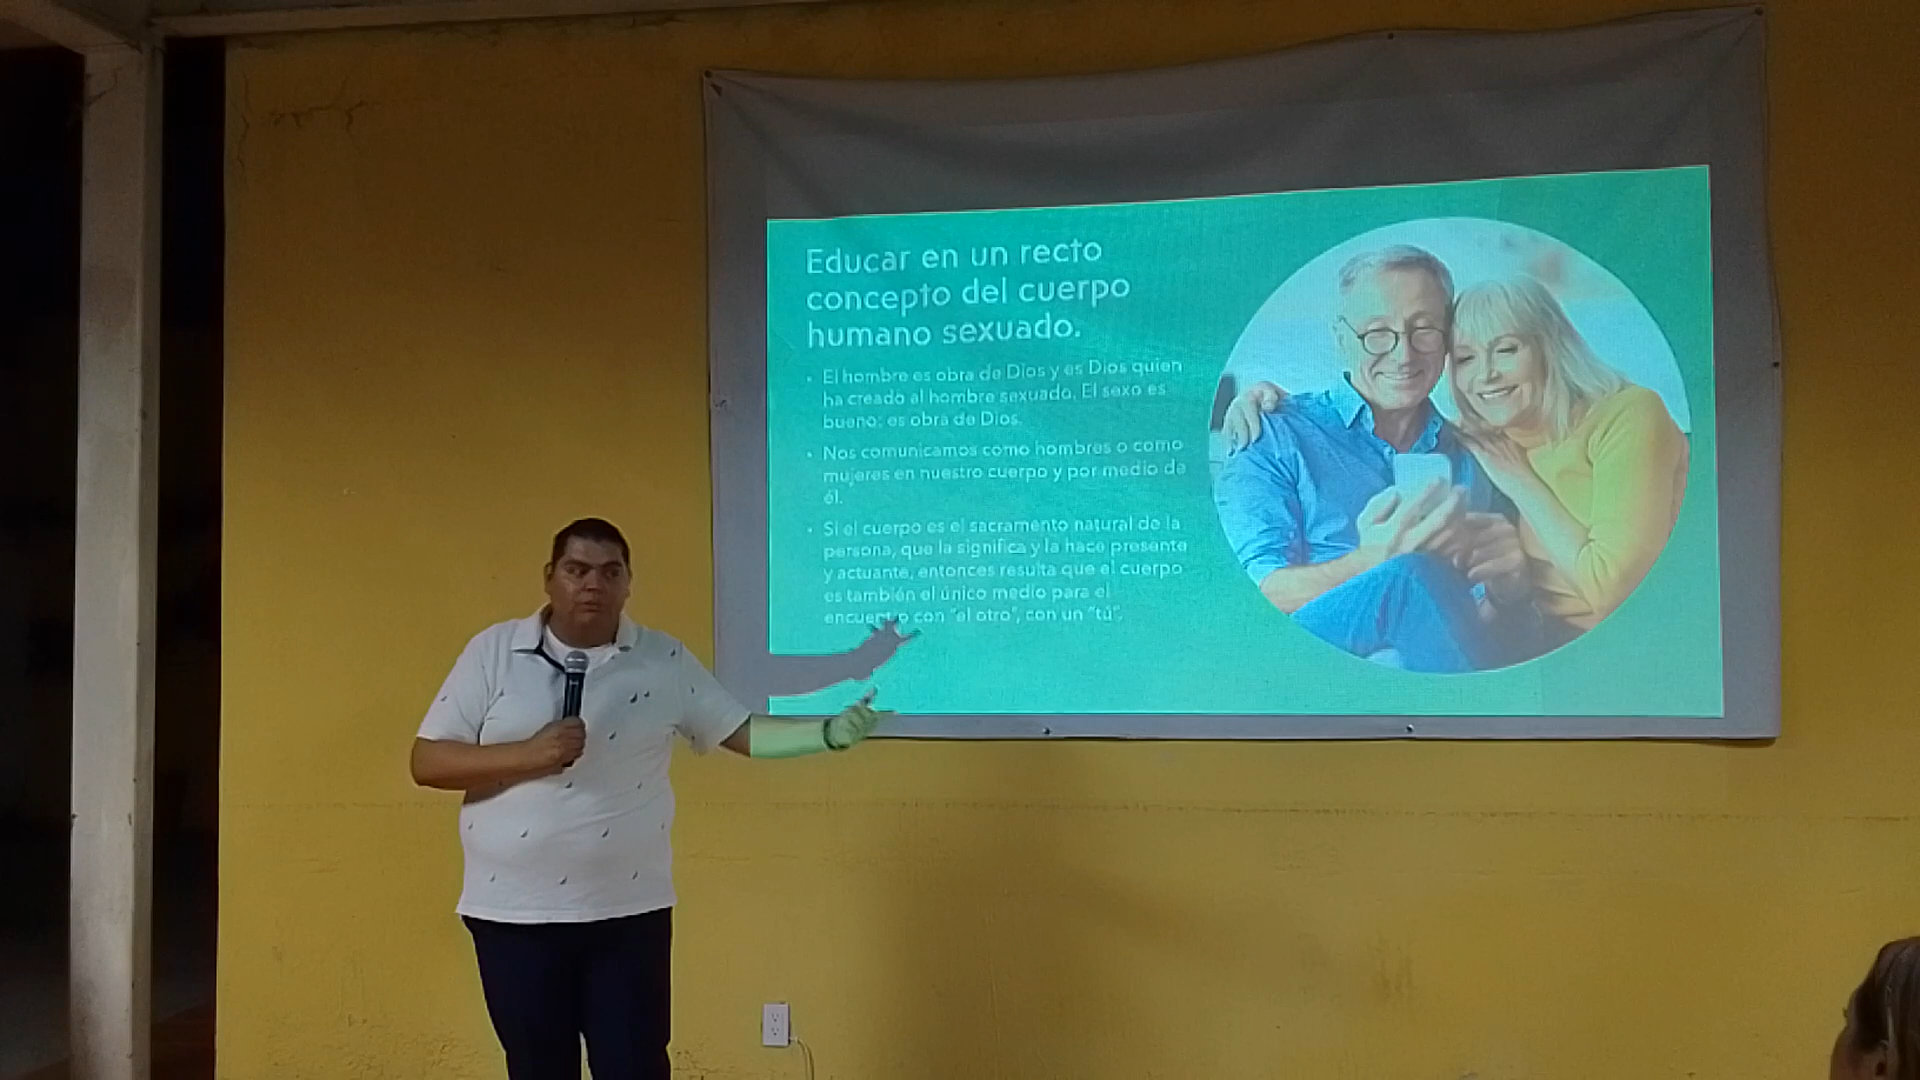 Educar en un recto
concepto del cuerpo
humano sexuado.
• El hombre es obra de Dios y es Dios quien
ha creado al hombre sexuado. El sexo es
bueno: es obra de Dios.
• Nos comunicamos como hombres o como
mujeres en nuestro cuerpo y por medio de
él.
• Si el cuerpo es el sacramento natural de la
persona, que la significa y la hace presente
y actuante, entonces resulta que el cuerpo
es también el único medio para el
encuentro con "el otro", con un "tú".